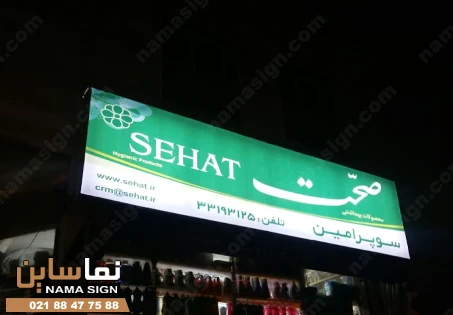 SEHAT
Hygienic Products
صحّت
محصولات بهداشتی
www.sehat.ir
crm@sehat.ir
تلفن: ۳۳۱۹۳۱۲۵
سوپرامین
نماساین
NAMA SIGN
021 88 47 75 88
namasign.com